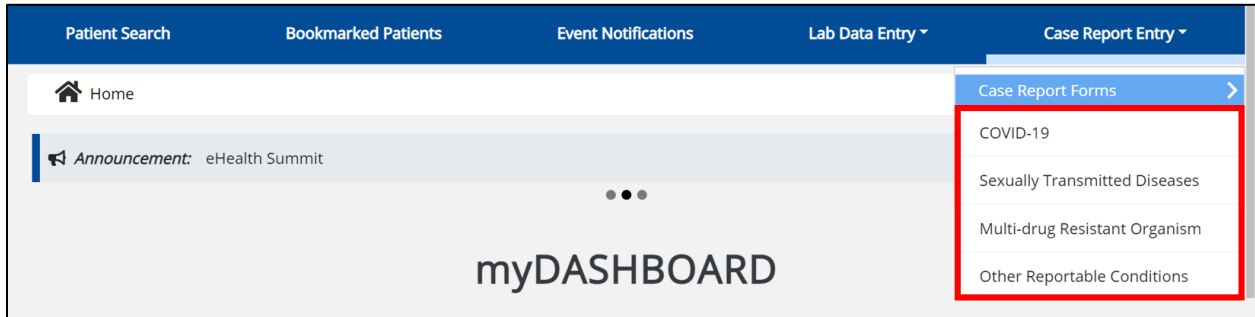 Patient Search
Bookmarked Patients
Event Notifications
Lab Data Entry
Case Report Entry
Home
Case Report Forms
COVID-19
Announcement: eHealth Summit
Sexually Transmitted Diseases
Multi-drug Resistant Organism
myDASHBOARD
Other Reportable Conditions